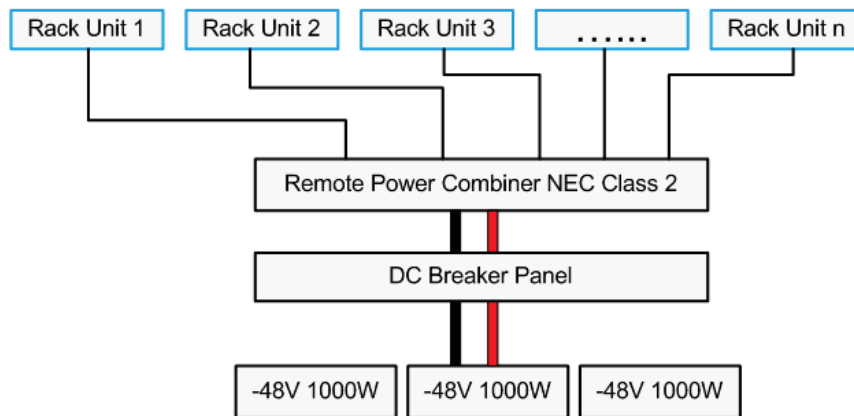 Rack Unit 1
Rack Unit 2
Rack Unit 3
......
Rack Unit n
Remote Power Combiner NEC Class 2
DC Breaker Panel
-48V 1000W
-48V 1000W
-48V 1000W